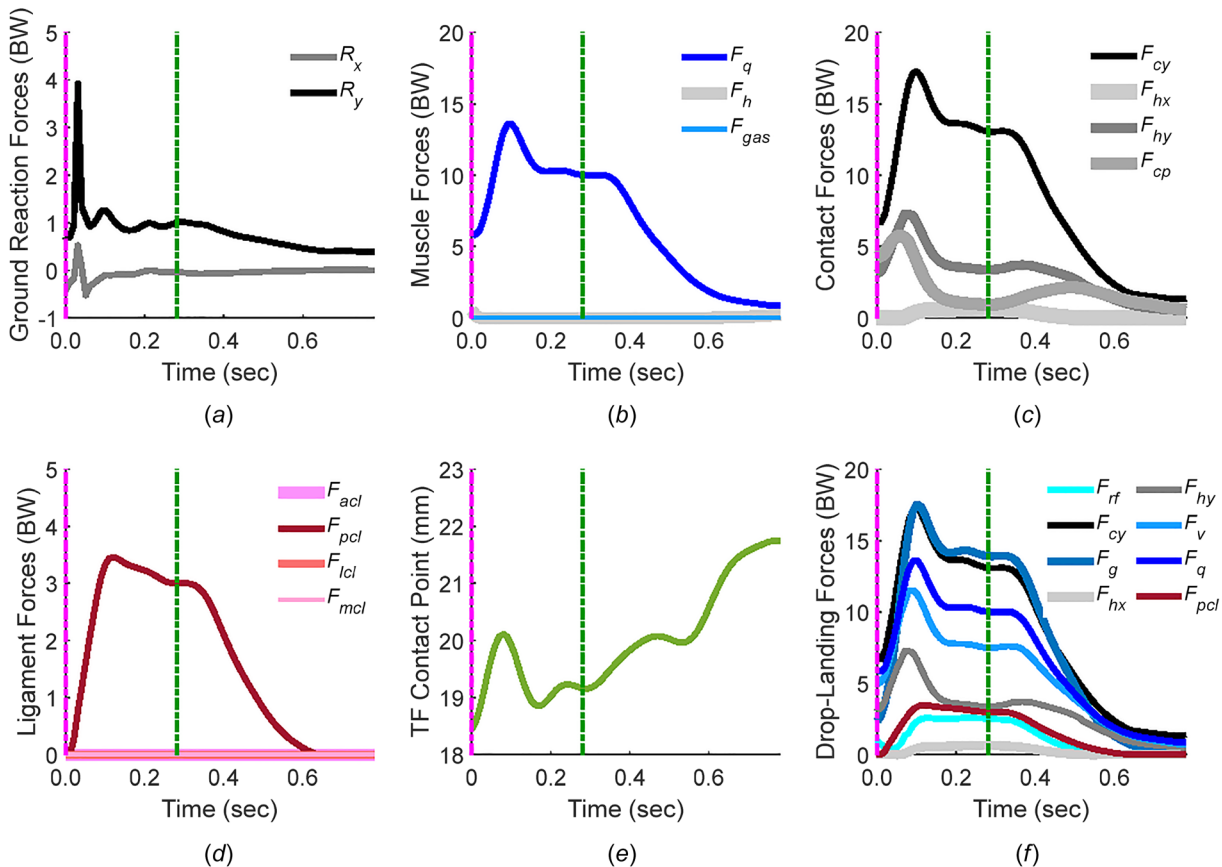 Ground Reaction Forces (BW)
5
4
3
2
1
0
-1
R_x
R_y
0.0 0.2 0.4 0.6
Time (sec)
(a)
Muscle Forces (BW)
20
15
10
5
0
F_q
F_h
F_gas
0.0 0.2 0.4 0.6
Time (sec)
(b)
Contact Forces (BW)
20
15
10
5
0
F_cy
F_hx
F_hy
F_cp
0.0 0.2 0.4 0.6
Time (sec)
(c)
Ligament Forces (BW)
5
4
3
2
1
0
F_acl
F_pcl
F_lcl
F_mcl
0 0.2 0.4 0.6
Time (sec)
(d)
TF Contact Point (mm)
23
22
21
20
19
18
0 0.2 0.4 0.6
Time (sec)
(e)
Drop-Landing Forces (BW)
20
15
10
5
0
F_rf F_hy
F_cy F_v
F_g F_q
F_hx F_pcl
0 0.2 0.4 0.6
Time (sec)
(f)